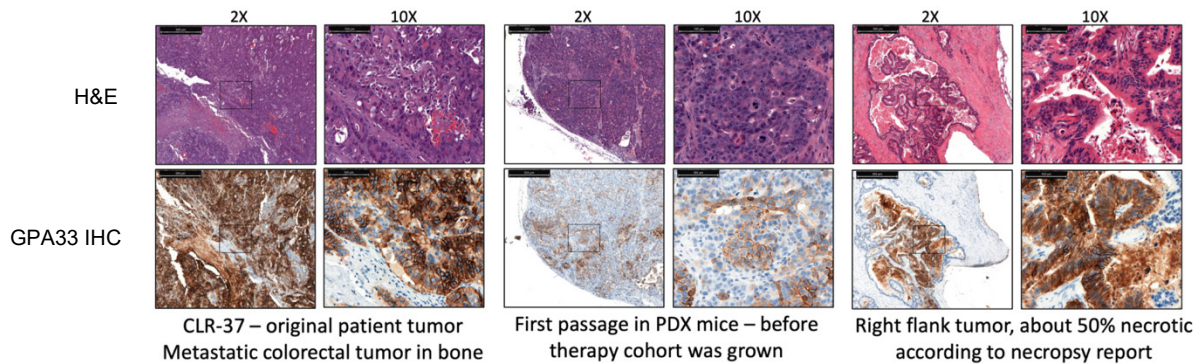 2X 10X 2X 10X 2X 10X
H&E
GPA33 IHC
CLR-37 – original patient tumor
Metastatic colorectal tumor in bone
First passage in PDX mice – before
therapy cohort was grown
Right flank tumor, about 50% necrotic
according to necropsy report